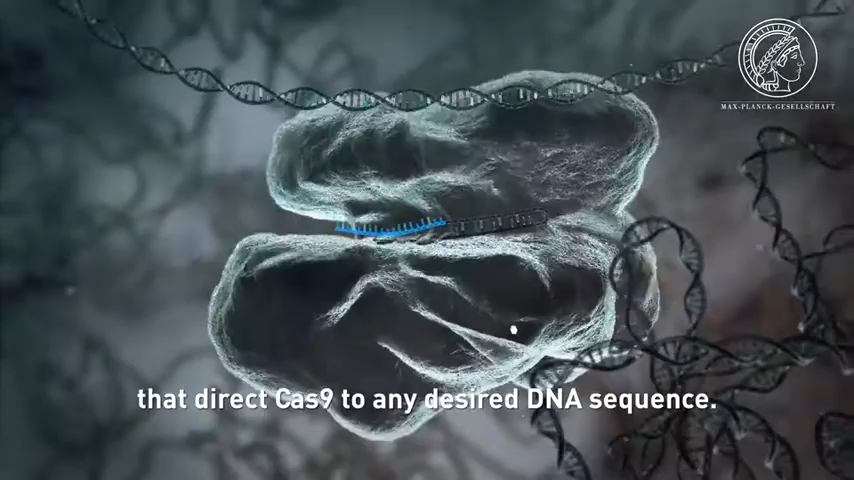 MAX-PLANCK-GESELLSCHAFT
that direct Cas9 to any desired DNA sequence.